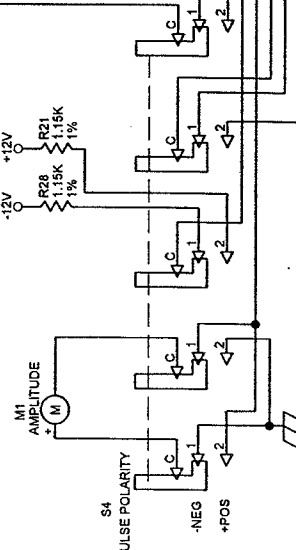 C
1
2
C
1
2
+12V
R21
1.15K
1%
-12V
R28
1.15K
1%
C
1
2
C
1
2
M1
AMPLITUDE
+
M
C
1
2
S4
ULSE POLARITY
-NEG
+POS